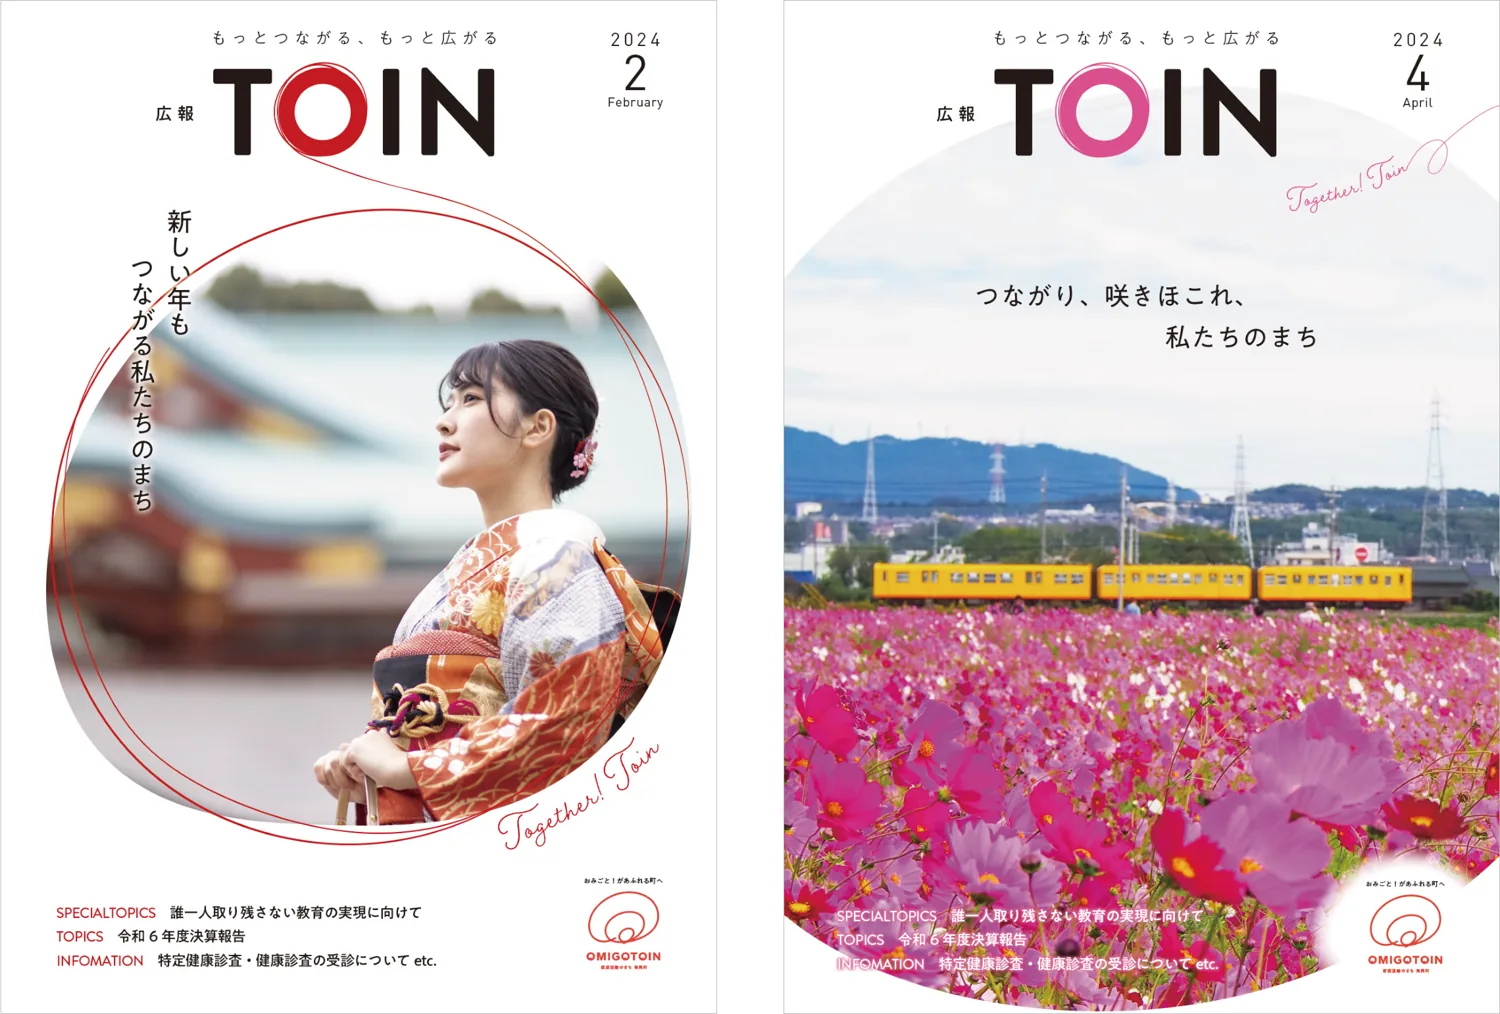 もっとつながる、もっと広がる
広報
TOIN
2024
2
February
新しい年も
つながる私たちのまち
Together! Toin
SPECIALTOPICS 誰一人取り残さない教育の実現に向けて
TOPICS 令和6年度決算報告
INFOMATION 特定健康診査・健康診査の受診について etc.
おみごと!があふれる町へ
OMIGOTOIN
もっとつながる、もっと広がる
広報
TOIN
2024
4
April
Together! Toin
つながり、咲きほこれ、
私たちのまち
SPECIALTOPICS 誰一人取り残さない教育の実現に向けて
TOPICS 令和6年度決算報告
INFOMATION 特定健康診査・健康診査の受診について etc.
おみごと!があふれる町へ
OMIGOTOIN